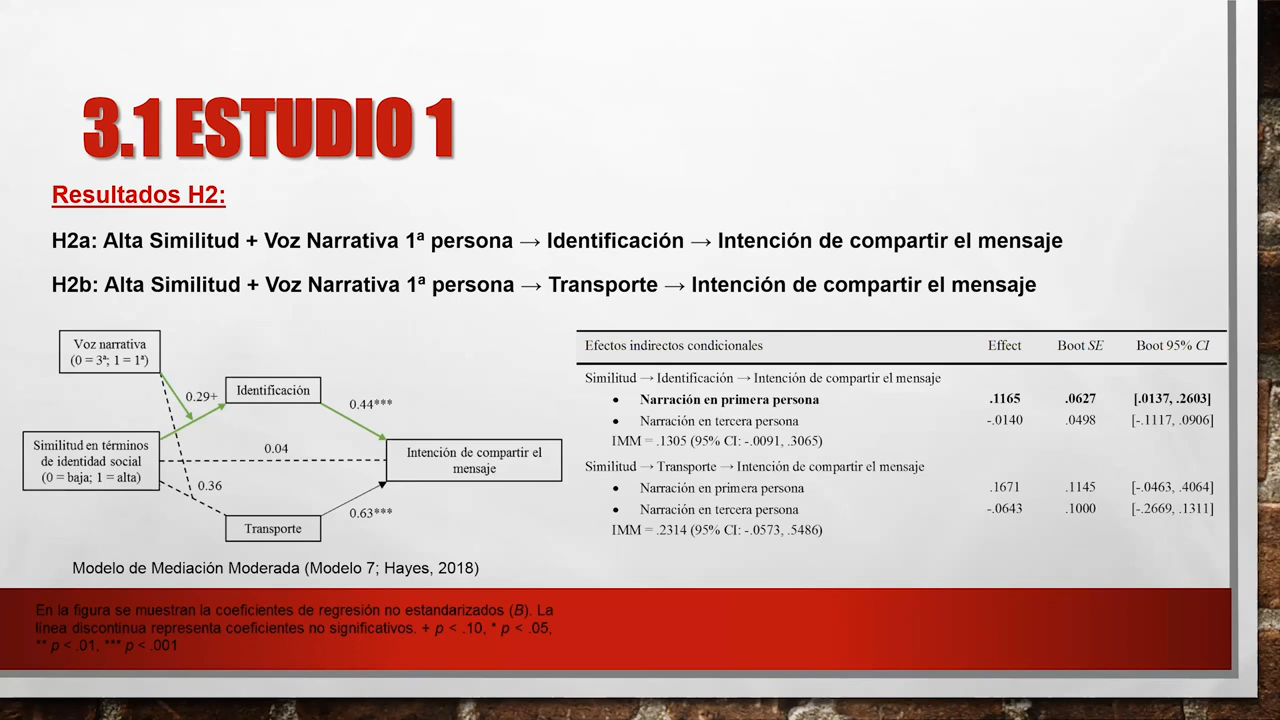 3.1 ESTUDIO 1
Resultados H2:
H2a: Alta Similitud + Voz Narrativa 1ª persona → Identificación → Intención de compartir el mensaje
H2b: Alta Similitud + Voz Narrativa 1ª persona → Transporte → Intención de compartir el mensaje
Voz narrativa
(0 = 3ª; 1 = 1ª)
Identificación
0.29+
0.44***
Similitud en términos
de identidad social
(0 = baja; 1 = alta)
0.04
Intención de compartir el
mensaje
0.36
0.63***
Transporte
Modelo de Mediación Moderada (Modelo 7; Hayes, 2018)
Efectos indirectos condicionales Effect Boot SE Boot 95% CI
Similitud → Identificación → Intención de compartir el mensaje
• Narración en primera persona .1165 .0627 [.0137, .2603]
• Narración en tercera persona -.0140 .0498 [-.1117, .0906]
IMM = .1305 (95% CI: -.0091, .3065)
Similitud → Transporte → Intención de compartir el mensaje
• Narración en primera persona .1671 .1145 [-.0463, .4064]
• Narración en tercera persona -.0643 .1000 [-.2669, .1311]
IMM = .2314 (95% CI: -.0573, .5486)
En la figura se muestran la coeficientes de regresión no estandarizados (B). La
línea discontinua representa coeficientes no significativos. + p < .10, * p < .05,
** p < .01, *** p < .001